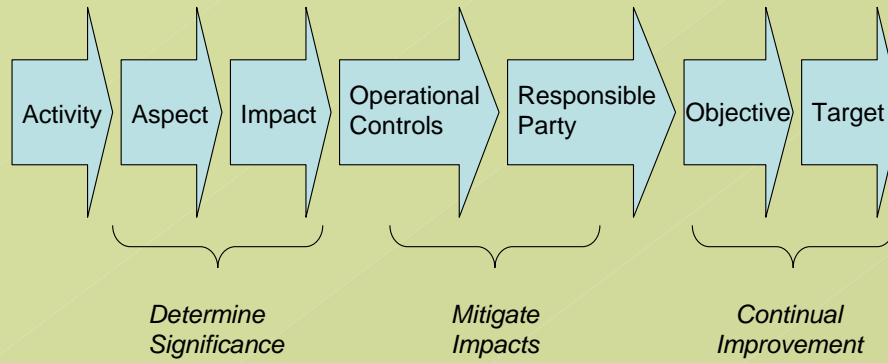 Activity
Aspect
Impact
Operational
Controls
Responsible
Party
Objective
Target
Determine
Significance
Mitigate
Impacts
Continual
Improvement